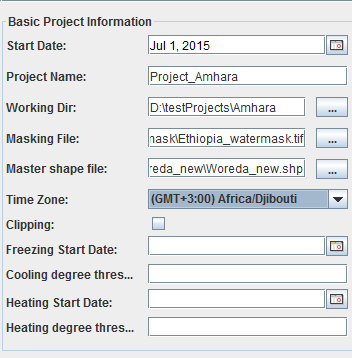 Basic Project Information
Start Date: Jul 1, 2015
Project Name: Project_Amhara
Working Dir: D:\testProjects\Amhara ...
Masking File: mask\Ethiopia_watermask.tif ...
Master shape file: reda_new\Woreda_new.shp ...
Time Zone: (GMT+3:00) Africa/Djibouti
Clipping:
Freezing Start Date:
Cooling degree thres...
Heating Start Date:
Heating degree thres...